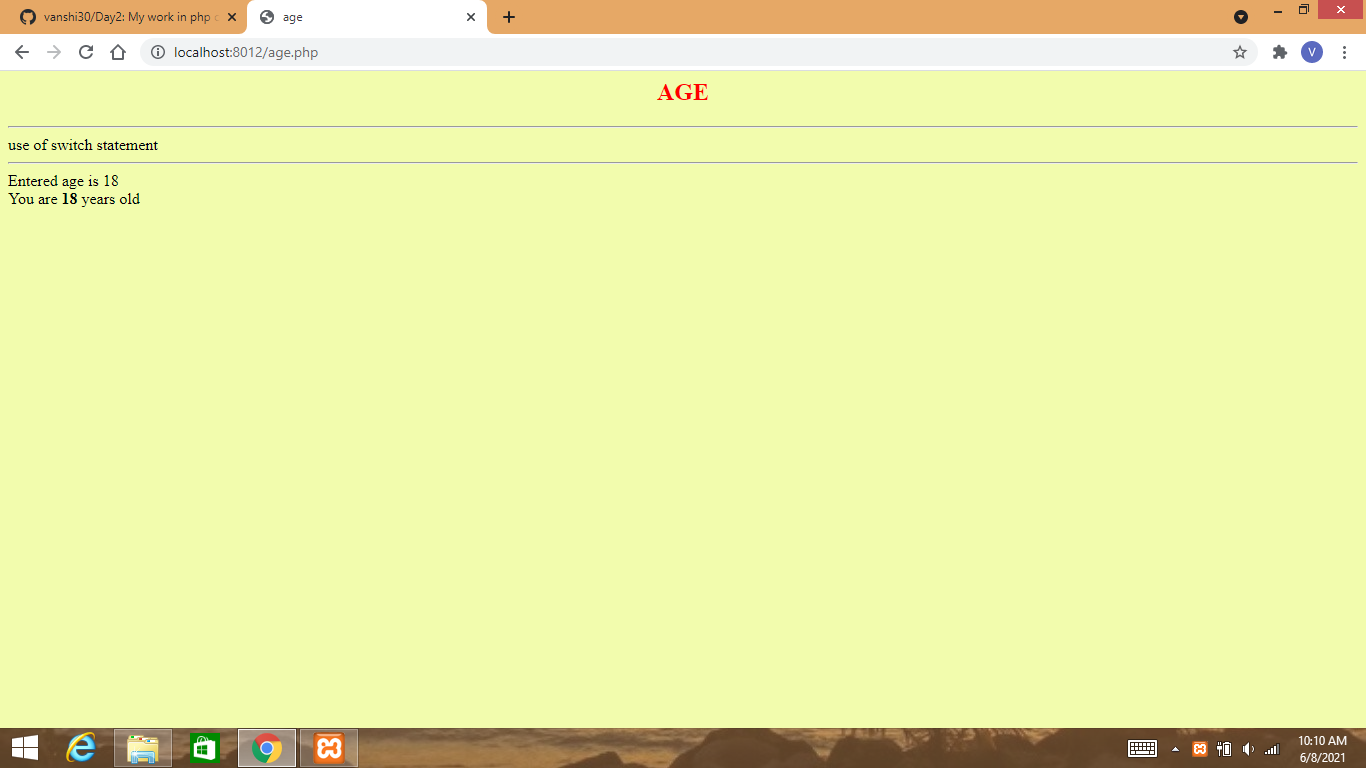 vanshi30/Day2: My work in php
age
localhost:8012/age.php
V
AGE
use of switch statement
Entered age is 18
You are 18 years old
10:10 AM
6/8/2021